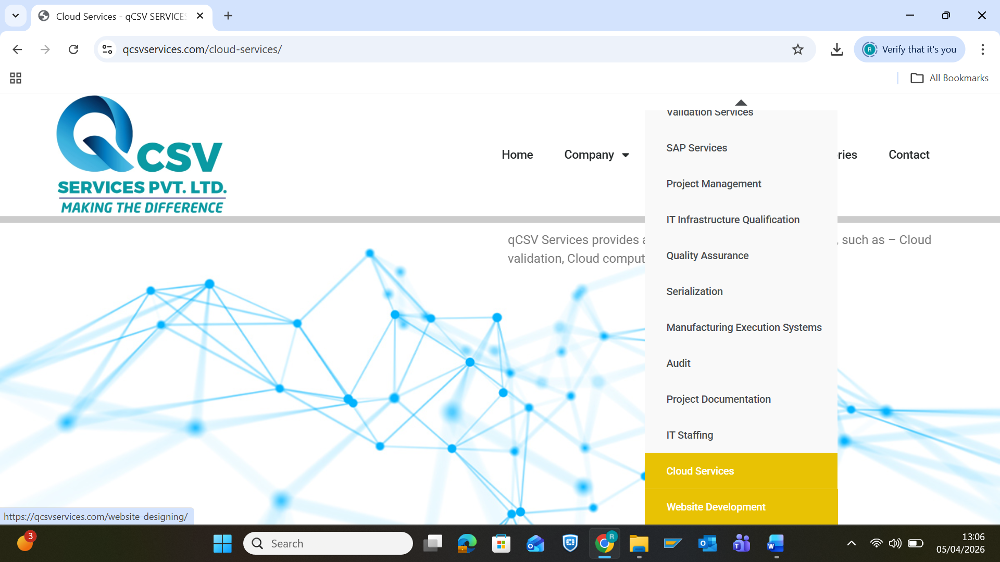 Cloud Services - qCSV SERVICES
qcsvservices.com/cloud-services/
R
Verify that it's you
All Bookmarks
QCSV
SERVICES PVT. LTD.
MAKING THE DIFFERENCE
Home
Company
ries
Contact
Validation Services
SAP Services
Project Management
IT Infrastructure Qualification
Quality Assurance
Serialization
Manufacturing Execution Systems
Audit
Project Documentation
IT Staffing
Cloud Services
Website Development
qCSV Services provides a , such as – Cloud
validation, Cloud comput
https://qcsvservices.com/website-designing/
3
Search
R
13:06
05/04/2026